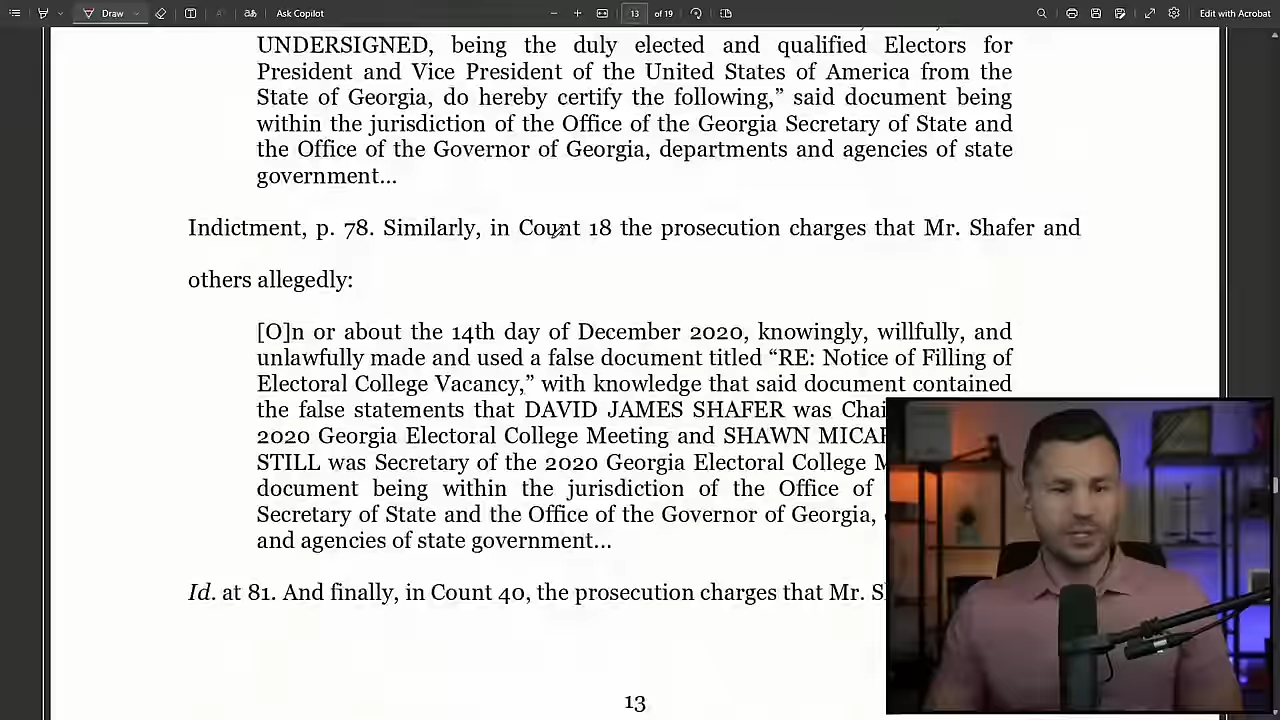 Draw
Ask Copilot
13 of 19
Edit with Acrobat
UNDERSIGNED, being the duly elected and qualified Electors for
President and Vice President of the United States of America from the
State of Georgia, do hereby certify the following,” said document being
within the jurisdiction of the Office of the Georgia Secretary of State and
the Office of the Governor of Georgia, departments and agencies of state
government...
Indictment, p. 78. Similarly, in Count 18 the prosecution charges that Mr. Shafer and
others allegedly:
[O]n or about the 14th day of December 2020, knowingly, willfully, and
unlawfully made and used a false document titled “RE: Notice of Filling of
Electoral College Vacancy,” with knowledge that said document contained
the false statements that DAVID JAMES SHAFER was
2020 Georgia Electoral College Meeting and SHAWN
STILL was Secretary of the 2020 Georgia Electoral College
document being within the jurisdiction of the Office of
Secretary of State and the Office of the Governor of Georgia,
and agencies of state government...
Id. at 81. And finally, in Count 40, the prosecution charges that Mr.
13